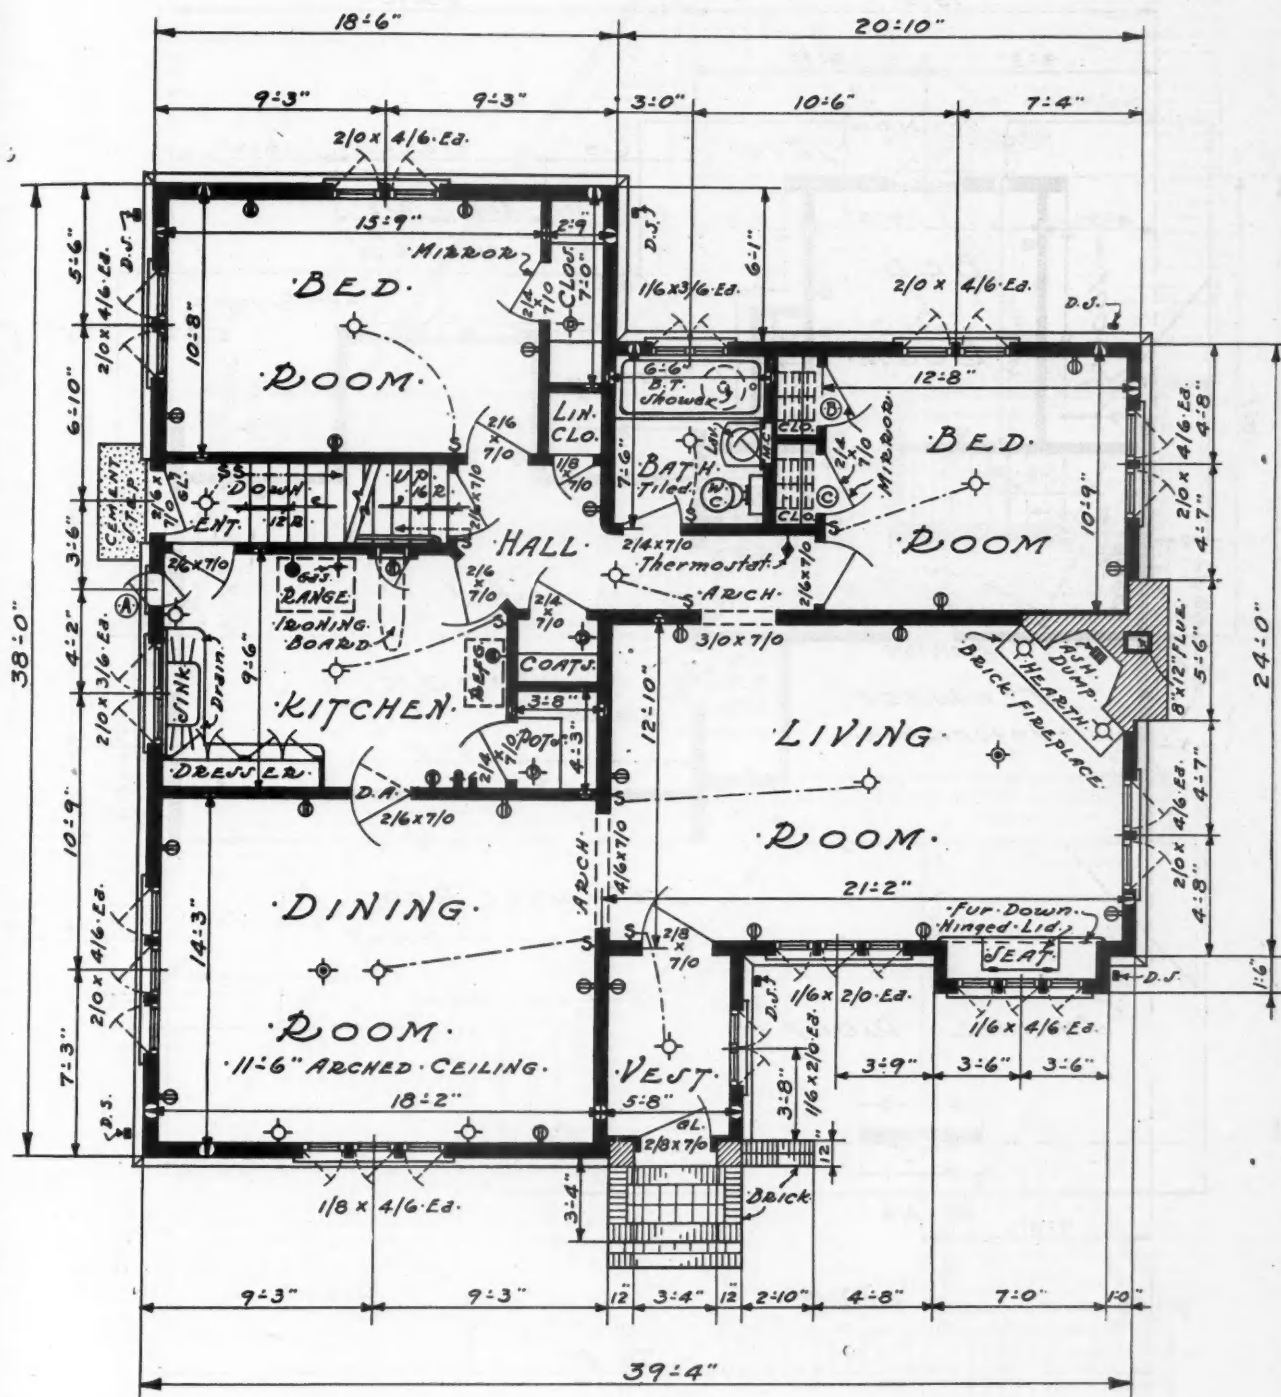 18'-6"
20'-10"
9'-3"
9'-3"
3'-0"
10'-6"
7'-4"
2/0 x 4/6·Ea.
5'-6"
D.S.
2/0 x 4/6·Ea.
15'-9"
2'-9"
D.S.
6'-1"
·MIRROR
CLOS.
7'-0"
2/4 x 7/0
·BED·
·ROOM·
10'-8"
1/6 x 3/6·Ea.
2/0 x 4/6·Ea.
D.S.
6'-10"
6'-6"
B.T.
Shower
12'-8"
CLO.
B
MIRROR
2/4 x 7/0
Lav.
M.C.
LIN.
CLO.
2/6 7/0
S
1/8 7/0
7'-6"
·BATH·
Tiled.
W C
CLO.
C
·BED·
·ROOM·
10'-9"
2/0 x 4/6·Ea.
4'-8"
4'-7"
24'-0"
CEMENT
STEP
2/6 x 7/0 GL.
SS
DOWN
12 R.
UP.
16 R.
2/6 x 7/0
ENT.
3'-6"
·HALL·
2/4 x 7/0
Thermostat.
S
·ARCH·
3/0 x 7/0
2/6 x 7/0
38'-0"
A
2/6 x 7/0
Gas.
RANGE
IRONING
BOARD
2/6 x 7/0
S
2/4 x 7/0
4'-2"
2/0 x 3/6·Ea.
SINK
Drain.
9'-6"
REFG.
COATS.
3'-8"
·KITCHEN·
POTS
4'-3"
2/4 7/0
DRESSER.
D.A.
2/6 x 7/0
12'-10"
·LIVING·
·ROOM·
21'-2"
ASH
DUMP
HEARTH
BRICK·FIREPLACE
8"x12" FLUE.
5'-6"
2/0 x 4/6 Ea.
4'-7"
4'-8"
10'-9"
ARCH·
4/6 x 7/0
S
·DINING·
·ROOM·
·11'-6" ARCHED·CEILING·
14'-3"
18'-2"
2/0 x 4/6·Ea.
7'-3"
D.S.
S
S
2/8 x 7/0
·Fur·Down·
·Hinged·Lid·
·SEAT·
D.S.
1'-6"
D.S.
1/6 x 2/0·Ea.
1/6 x 2/0·Ea.
1/6 x 4/6·Ea.
3'-9"
3'-6"
3'-6"
3'-8"
·VEST·
5'-8"
GL.
2/8 x 7/0
12"
BRICK
1/8 x 4/6·Ea.
3'-4"
9'-3"
9'-3"
12"
3'-4"
12"
2'-10"
4'-8"
7'-0"
1'-0"
39'-4"